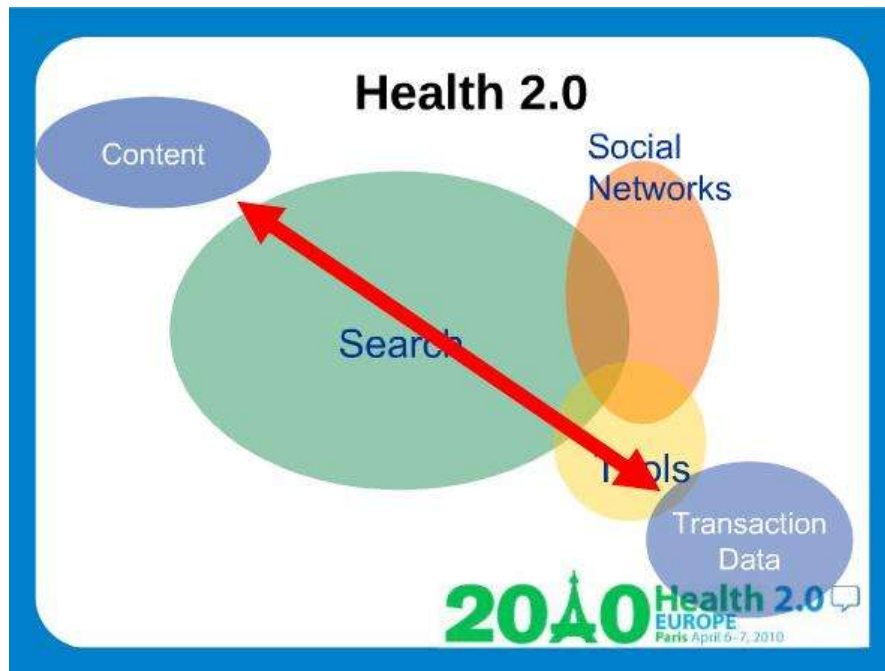 Health 2.0
Content
Social
Networks
Search
Tools
Transaction
Data
2010 Health 2.0
EUROPE
Paris April 6-7, 2010